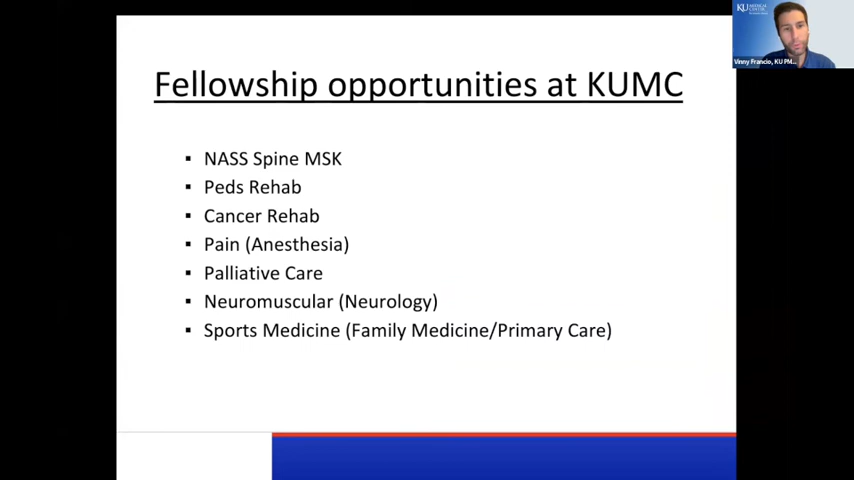 Fellowship opportunities at KUMC
▪ NASS Spine MSK
▪ Peds Rehab
▪ Cancer Rehab
▪ Pain (Anesthesia)
▪ Palliative Care
▪ Neuromuscular (Neurology)
▪ Sports Medicine (Family Medicine/Primary Care)
KU
Vinny Francio, KU PM...